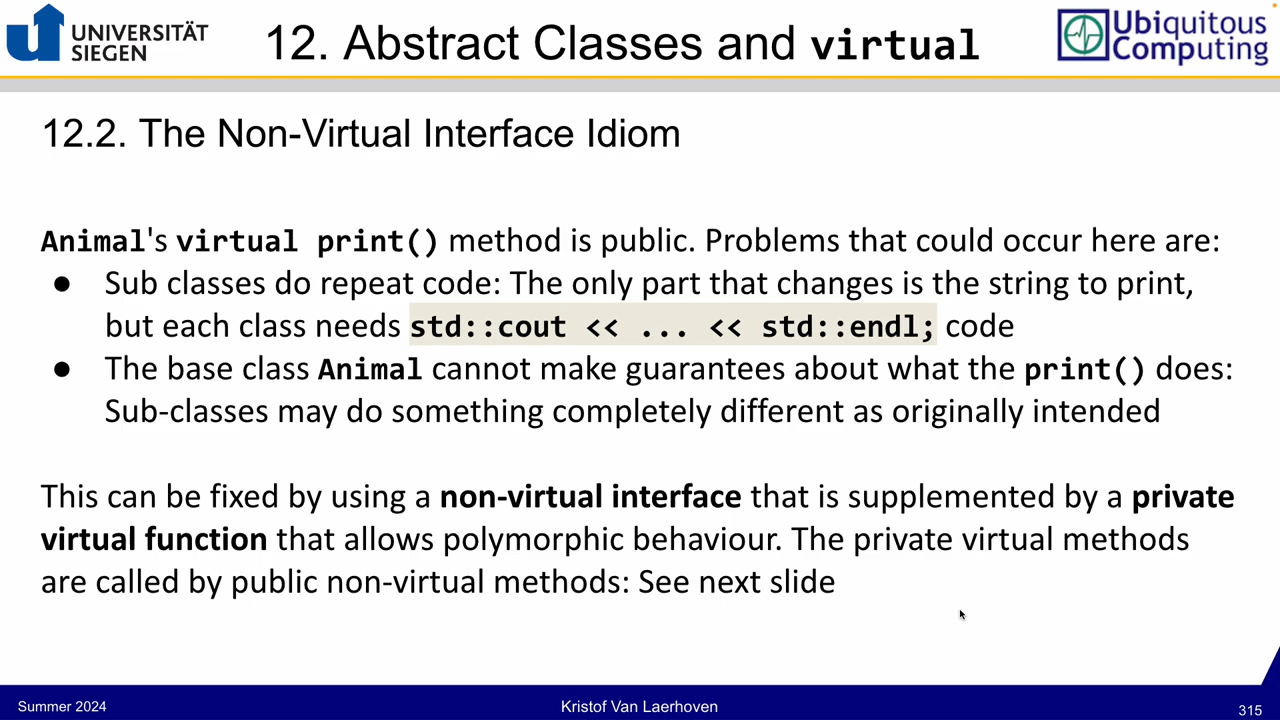 UNIVERSITÄT
SIEGEN
12. Abstract Classes and virtual
Ubiquitous
Computing
12.2. The Non-Virtual Interface Idiom
Animal's virtual print() method is public. Problems that could occur here are:
● Sub classes do repeat code: The only part that changes is the string to print,
but each class needs std::cout << ... << std::endl; code
● The base class Animal cannot make guarantees about what the print() does:
Sub-classes may do something completely different as originally intended
This can be fixed by using a non-virtual interface that is supplemented by a private
virtual function that allows polymorphic behaviour. The private virtual methods
are called by public non-virtual methods: See next slide
Summer 2024
Kristof Van Laerhoven
315